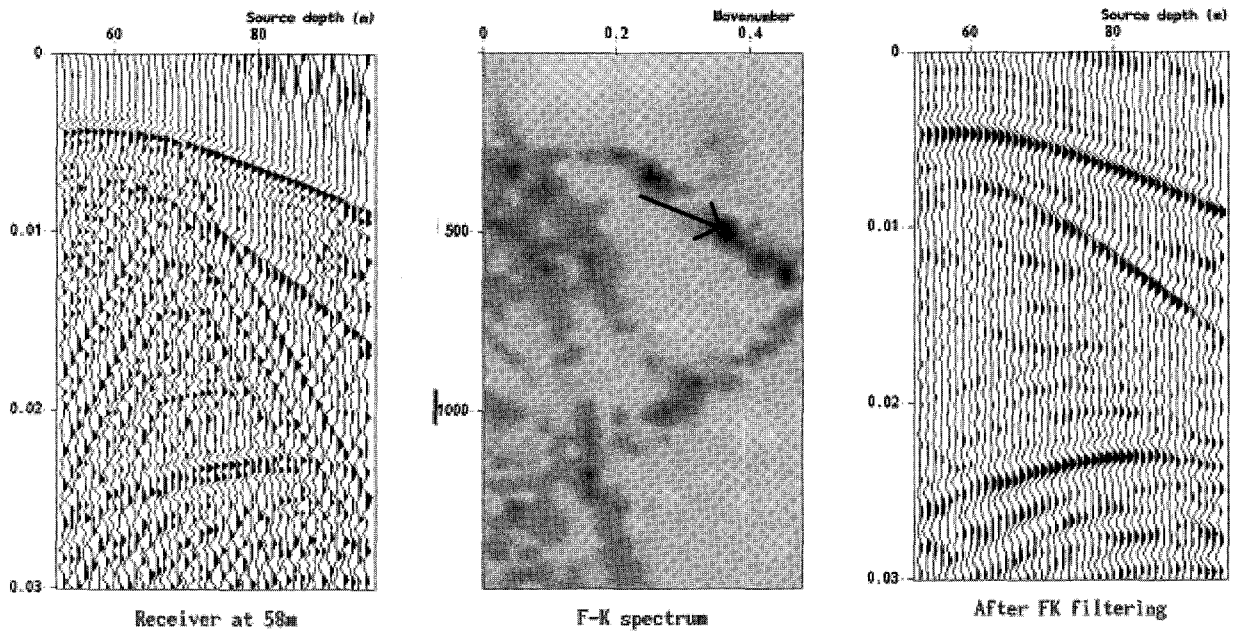 Source depth (m)
60 80
0
0.01
0.02
0.03
Receiver at 58m
Wavenumber
0 0.2 0.4
500
1000
F-K spectrum
Source depth (m)
60 80
0
0.01
0.02
0.03
After FK filtering